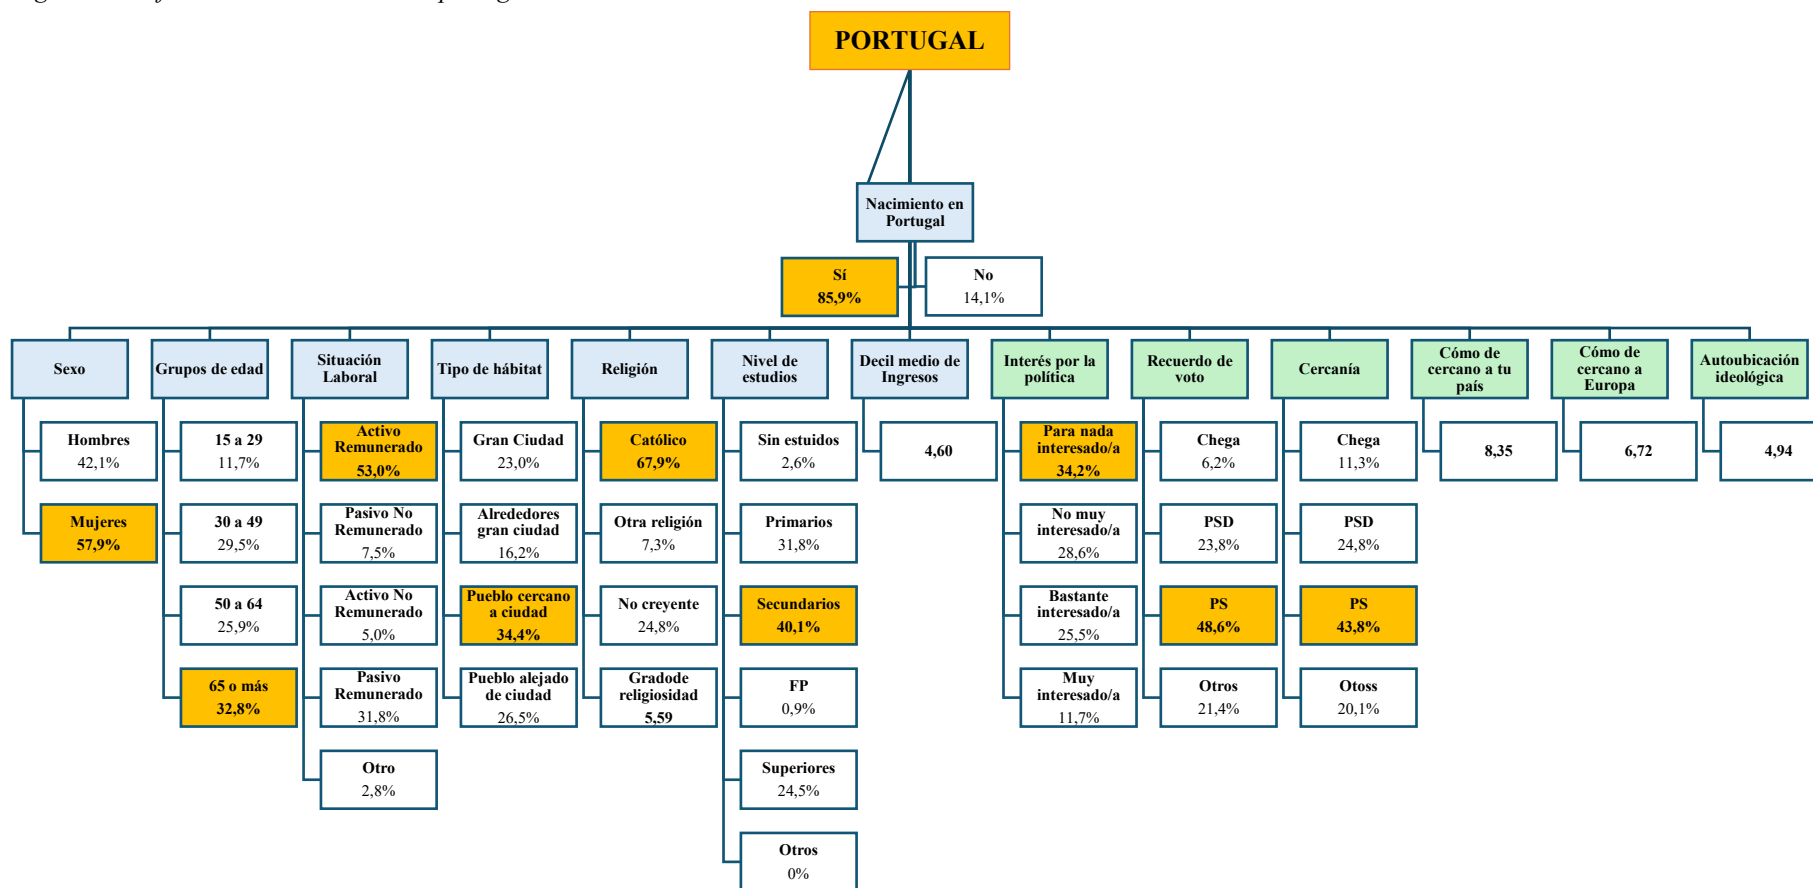 PORTUGAL
Nacimiento en
Portugal
Sí
85,9%
No
14,1%
Sexo
Hombres
42,1%
Mujeres
57,9%
Grupos de edad
15 a 29
11,7%
30 a 49
29,5%
50 a 64
25,9%
65 o más
32,8%
Situación
Laboral
Activo
Remunerado
53,0%
Pasivo No
Remunerado
7,5%
Activo No
Remunerado
5,0%
Pasivo
Remunerado
31,8%
Otro
2,8%
Tipo de hábitat
Gran Ciudad
23,0%
Alrededores
gran ciudad
16,2%
Pueblo cercano
a ciudad
34,4%
Pueblo alejado
de ciudad
26,5%
Religión
Católico
67,9%
Otra religión
7,3%
No creyente
24,8%
Gradode
religiosidad
5,59
Nivel de
estudios
Sin estuidos
2,6%
Primarios
31,8%
Secundarios
40,1%
FP
0,9%
Superiores
24,5%
Otros
0%
Decil medio de
Ingresos
4,60
Interés por la
política
Para nada
interesado/a
34,2%
No muy
interesado/a
28,6%
Bastante
interesado/a
25,5%
Muy
interesado/a
11,7%
Recuerdo de
voto
Chega
6,2%
PSD
23,8%
PS
48,6%
Otros
21,4%
Cercanía
Chega
11,3%
PSD
24,8%
PS
43,8%
Otoss
20,1%
Cómo de
cercano a tu
país
8,35
Cómo de
cercano a
Europa
6,72
Autoubicación
ideológica
4,94